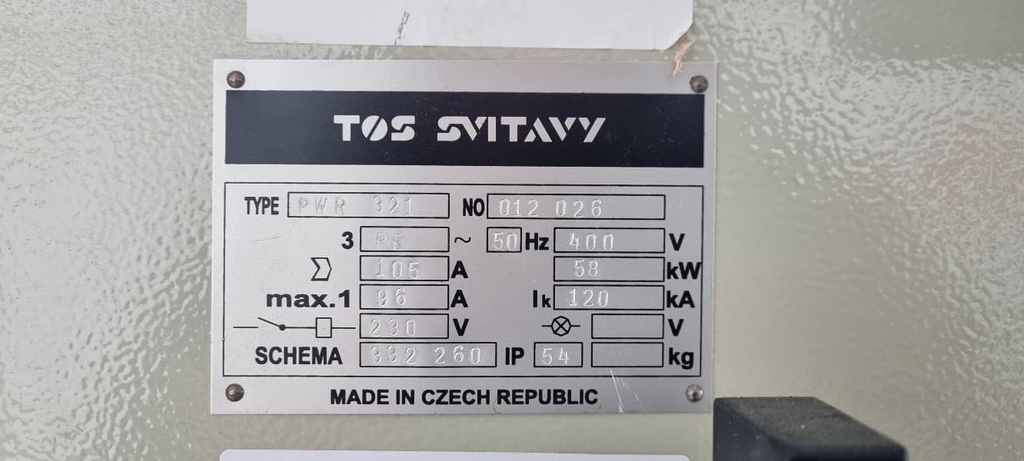 TOS SVITAVY
TYPE PWR 321 NO 012 026
3 PE ~ 50 Hz 400 V
Σ 105 A 58 kW
max.1 96 A Ik 120 kA
230 V V
SCHEMA 332 260 IP 54 kg
MADE IN CZECH REPUBLIC